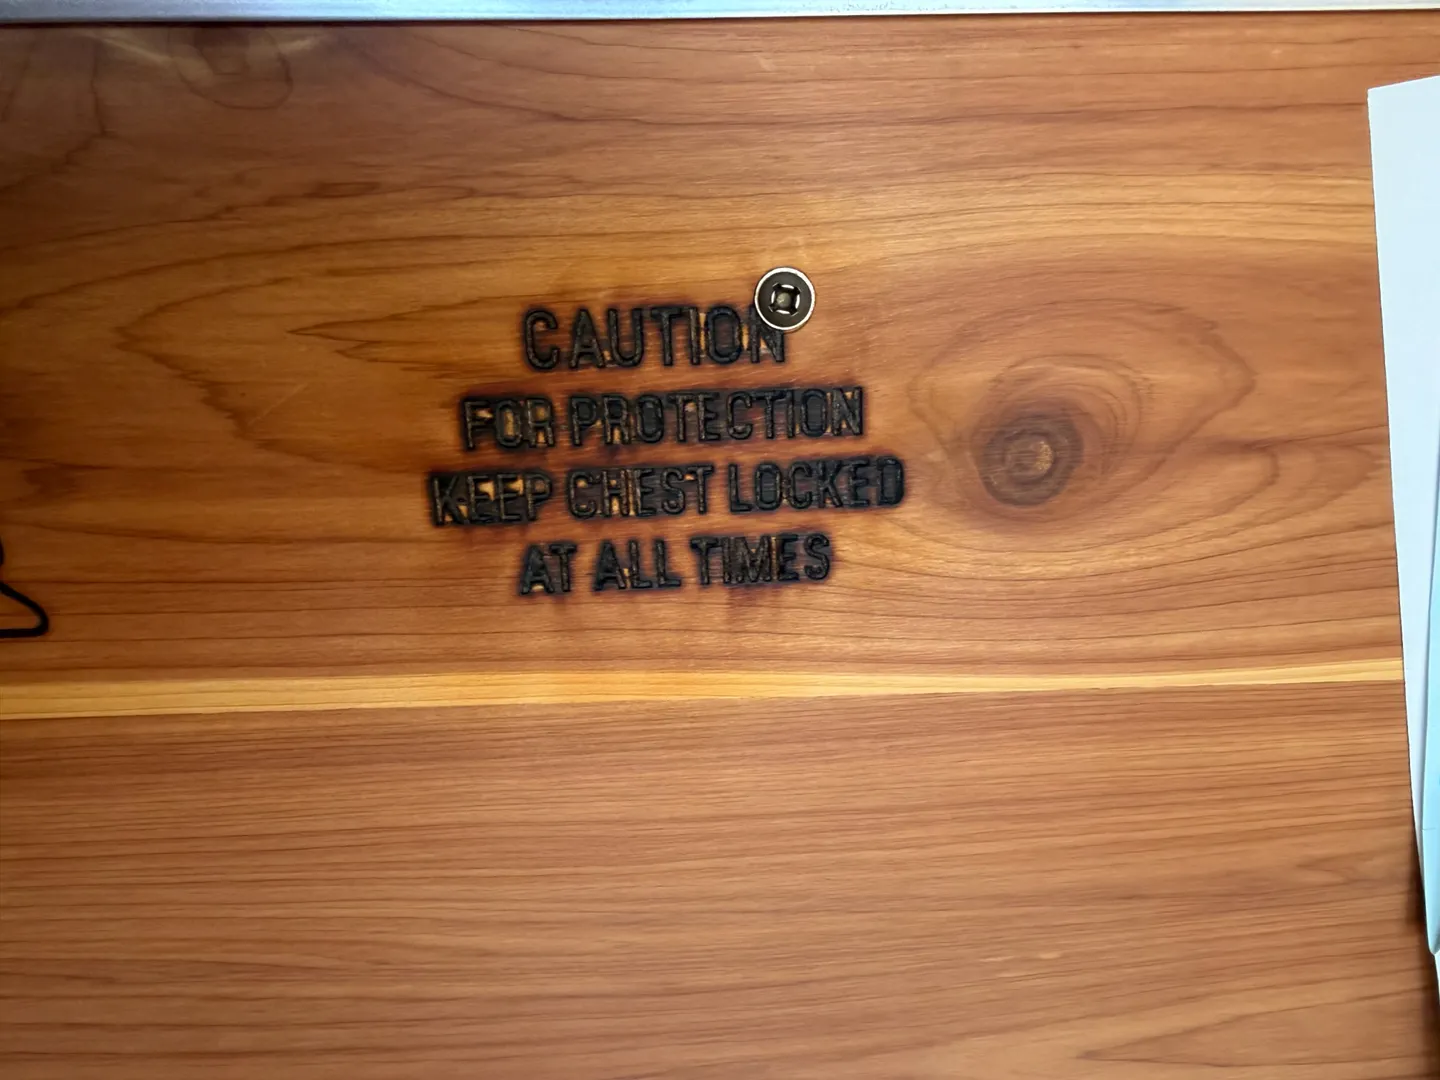 CAUTION
FOR PROTECTION
KEEP CHEST LOCKED
AT ALL TIMES